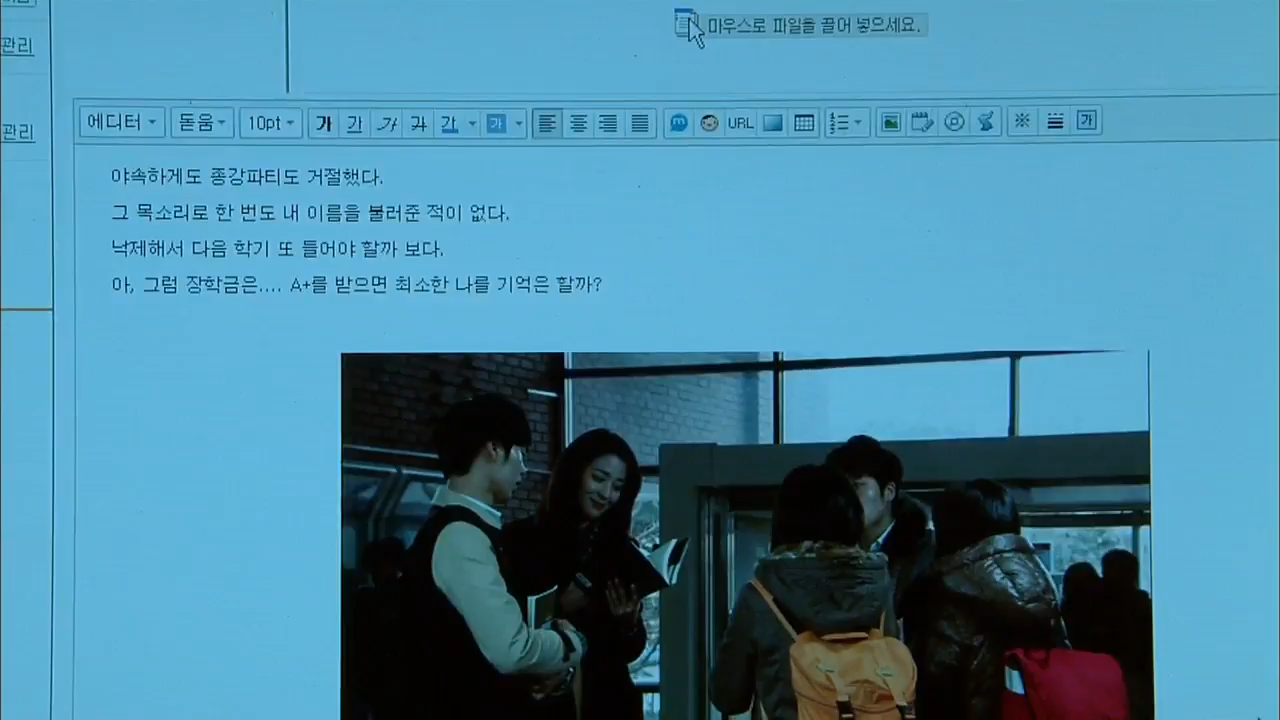 관리
마우스로 파일을 끌어 넣으세요.
관리
에디터 돋움 10pt 가 가 가 가 가 가 URL 가
야속하게도 종강파티도 거절했다.
그 목소리로 한 번도 내 이름을 불러준 적이 없다.
낙제해서 다음 학기 또 들어야 할까 보다.
아, 그럼 장학금은.... A+를 받으면 최소한 나를 기억은 할까?